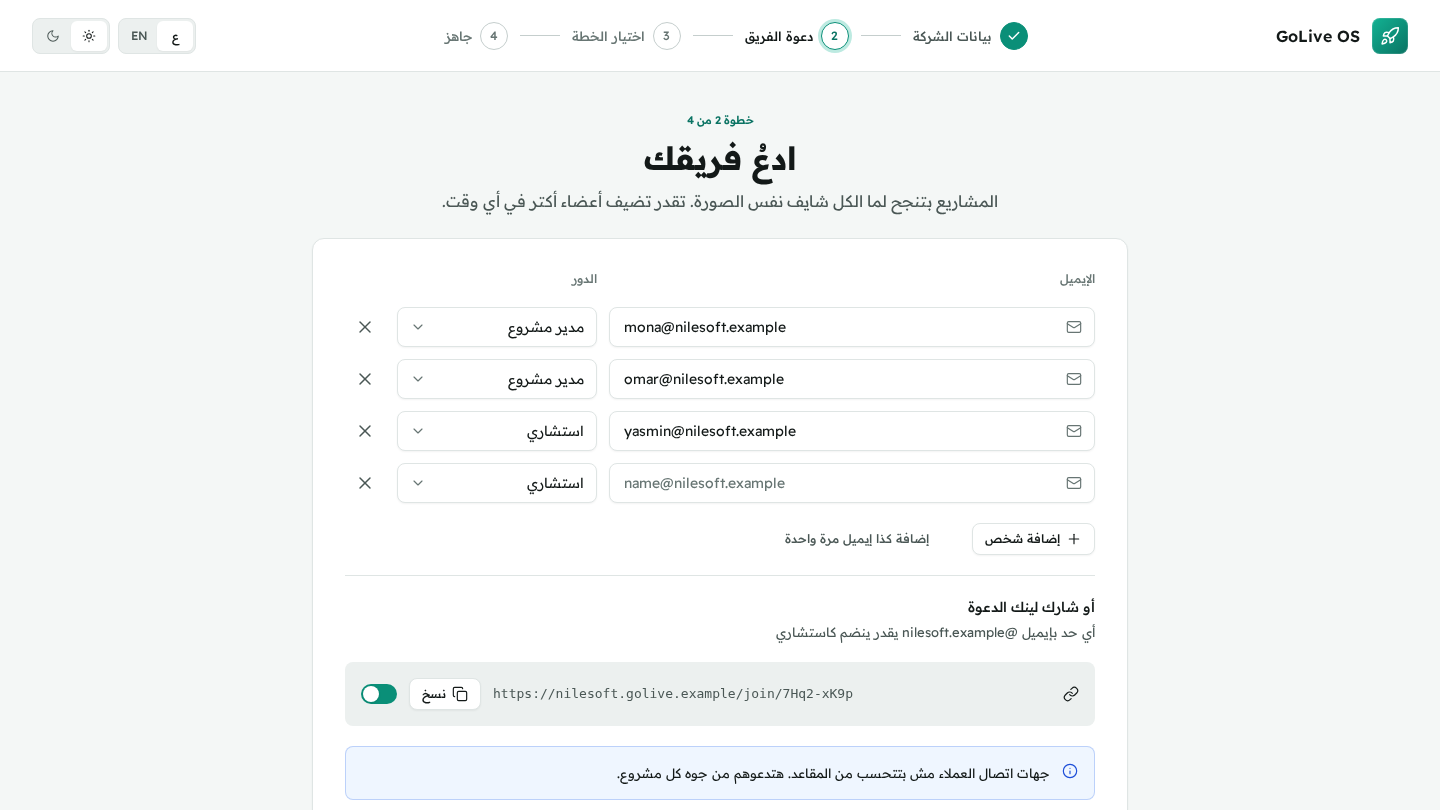 GoLive OS
بيانات الشركة
2 دعوة الفريق
3 اختيار الخطة
4 جاهز
ع EN
خطوة 2 من 4
ادعُ فريقك
المشاريع بتنجح لما الكل شايف نفس الصورة. تقدر تضيف أعضاء أكتر في أي وقت.
الإيميل الدور
mona@nilesoft.example مدير مشروع
omar@nilesoft.example مدير مشروع
yasmin@nilesoft.example استشاري
name@nilesoft.example استشاري
إضافة شخص إضافة كذا إيميل مرة واحدة
أو شارك لينك الدعوة
أي حد بإيميل @nilesoft.example يقدر ينضم كاستشاري
https://nilesoft.golive.example/join/7Hq2-xK9p نسخ
جهات اتصال العملاء مش بتتحسب من المقاعد. هتدعوهم من جوه كل مشروع.